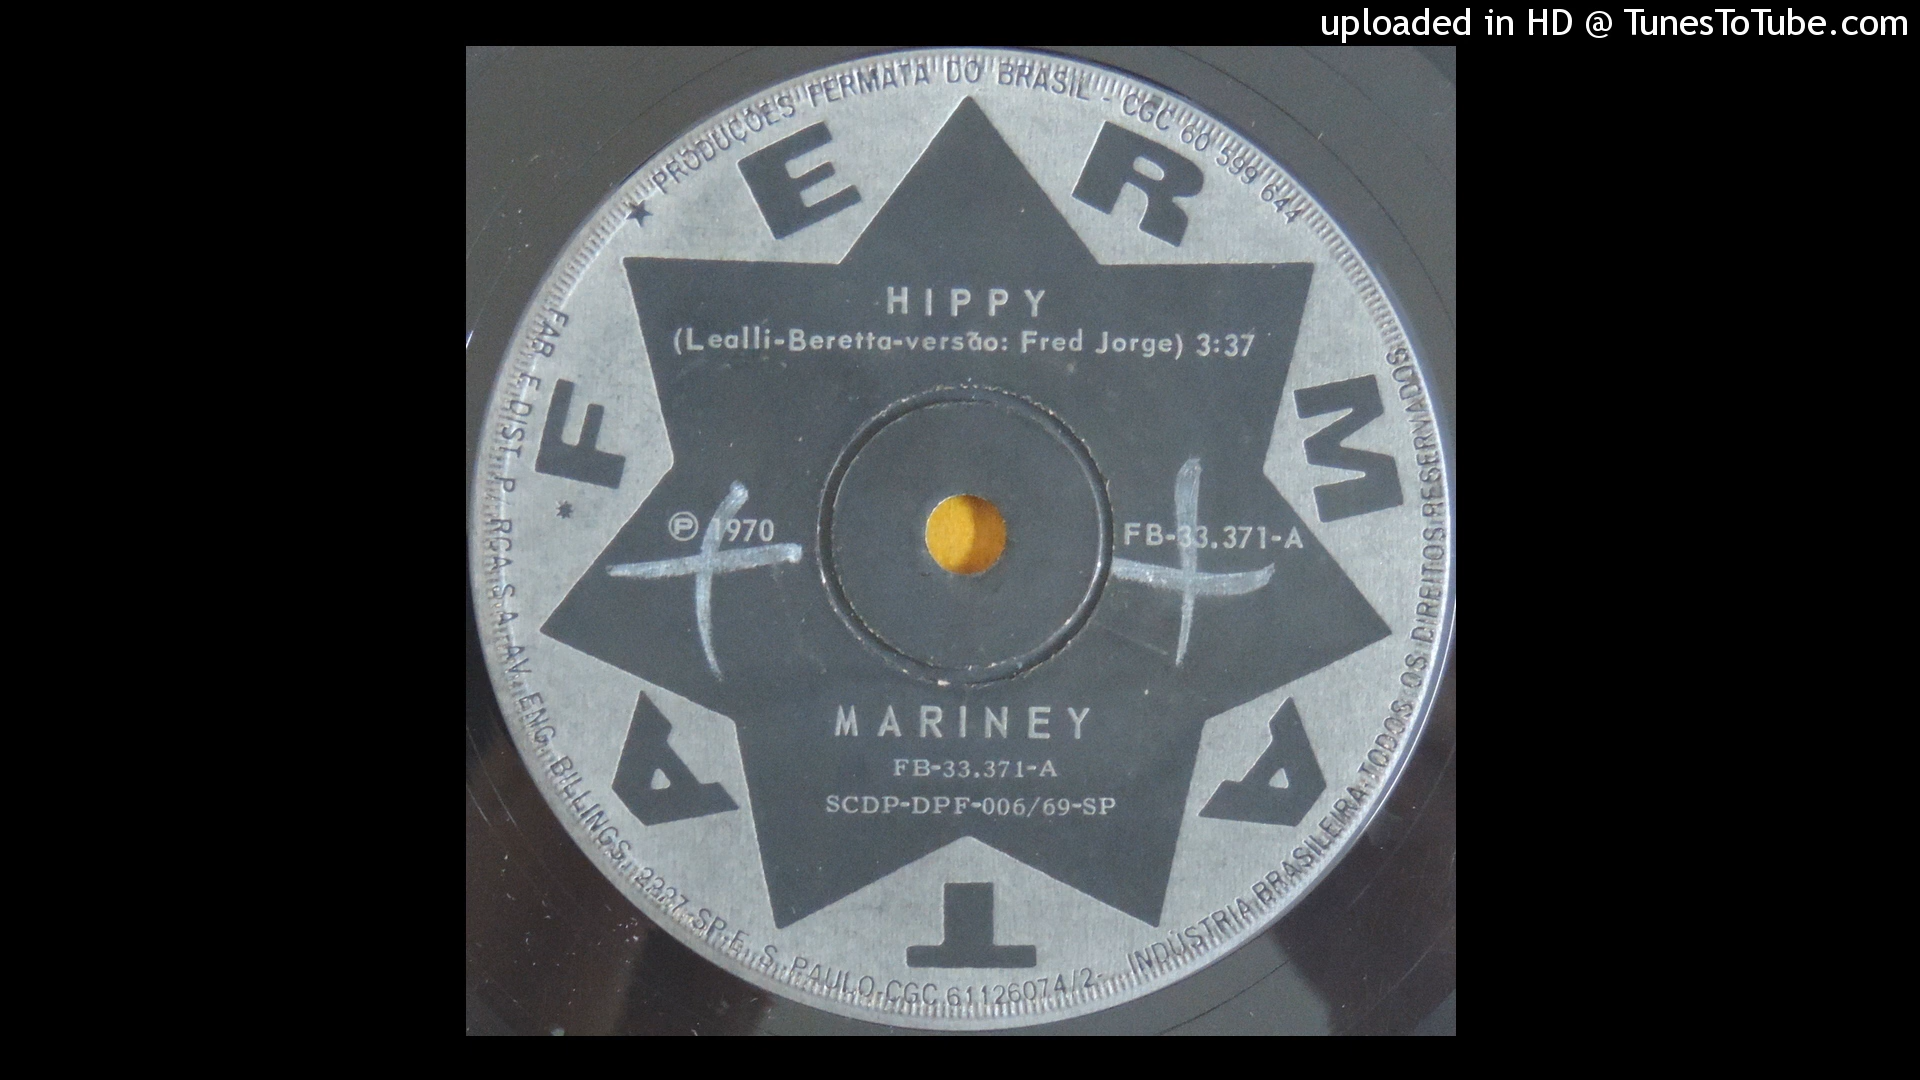 uploaded in HD @ TunesToTube.com
★ PRODUÇÕES FERMATA DO BRASIL - CGC 60 599 644
FERMATA
HIPPY
(Lealli-Beretta-versão: Fred Jorge) 3:37
Ⓟ 1970
FB-33.371-A
MARINEY
FB-33.371-A
SCDP-DPF-006/69-SP
FAB. E DIST. P/ RCA S.A. AV. ENG. BILLINGS, 2227-SP-E. S. PAULO-CGC 61126074/2- INDÚSTRIA BRASILEIRA-TODOS OS DIREITOS RESERVADOS